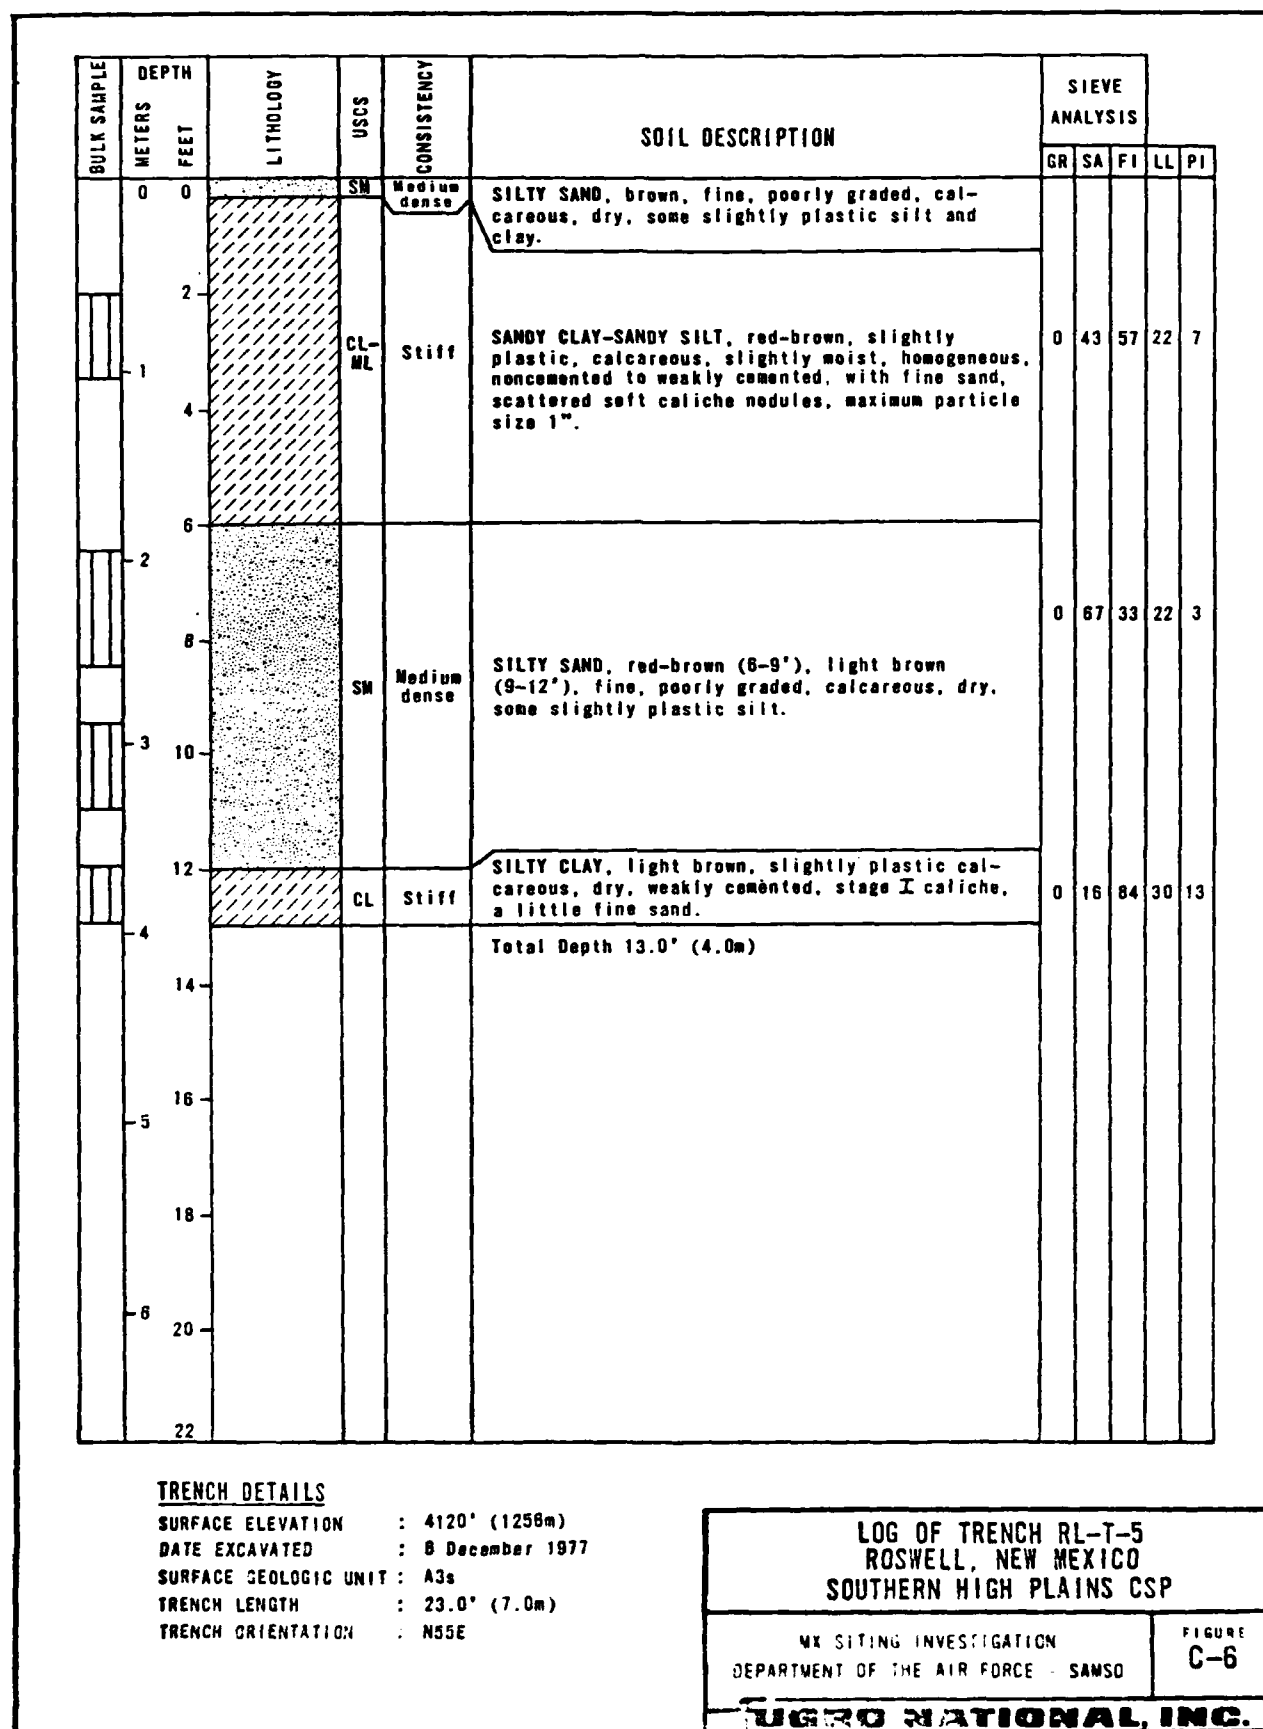 BULK SAMPLE
DEPTH
METERS
FEET
LITHOLOGY
USCS
CONSISTENCY
SOIL DESCRIPTION
SIEVE
ANALYSIS
GR SA FI LL PI
0 0
SM
Medium
dense
SILTY SAND, brown, fine, poorly graded, cal-
careous, dry, some slightly plastic silt and
clay.
2
1
4
CL-
ML
Stiff
SANDY CLAY-SANDY SILT, red-brown, slightly
plastic, calcareous, slightly moist, homogeneous,
noncemented to weakly cemented, with fine sand,
scattered soft caliche nodules, maximum particle
size 1".
0 43 57 22 7
6
2
8
3
10
SM
Medium
dense
SILTY SAND, red-brown (6-9'), light brown
(9-12'), fine, poorly graded, calcareous, dry,
some slightly plastic silt.
0 67 33 22 3
12
CL
Stiff
SILTY CLAY, light brown, slightly plastic cal-
careous, dry, weakly cemented, stage I caliche,
a little fine sand.
0 16 84 30 13
4
Total Depth 13.0' (4.0m)
14
16
5
18
6
20
22
TRENCH DETAILS
SURFACE ELEVATION : 4120' (1256m)
DATE EXCAVATED : 8 December 1977
SURFACE GEOLOGIC UNIT : A3s
TRENCH LENGTH : 23.0' (7.0m)
TRENCH ORIENTATION : N55E
LOG OF TRENCH RL-T-5
ROSWELL, NEW MEXICO
SOUTHERN HIGH PLAINS CSP
MX SITING INVESTIGATION
DEPARTMENT OF THE AIR FORCE - SAMSO
FIGURE
C-6
UGRO NATIONAL, INC.